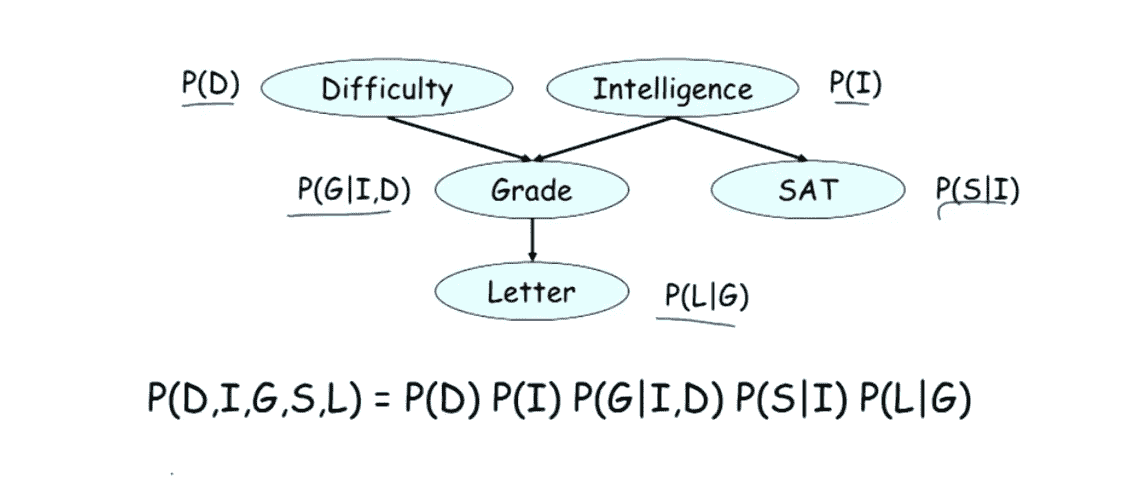 P(D) Difficulty Intelligence P(I)
P(G|I,D) Grade SAT P(S|I)
Letter P(L|G)
P(D,I,G,S,L) = P(D) P(I) P(G|I,D) P(S|I) P(L|G)